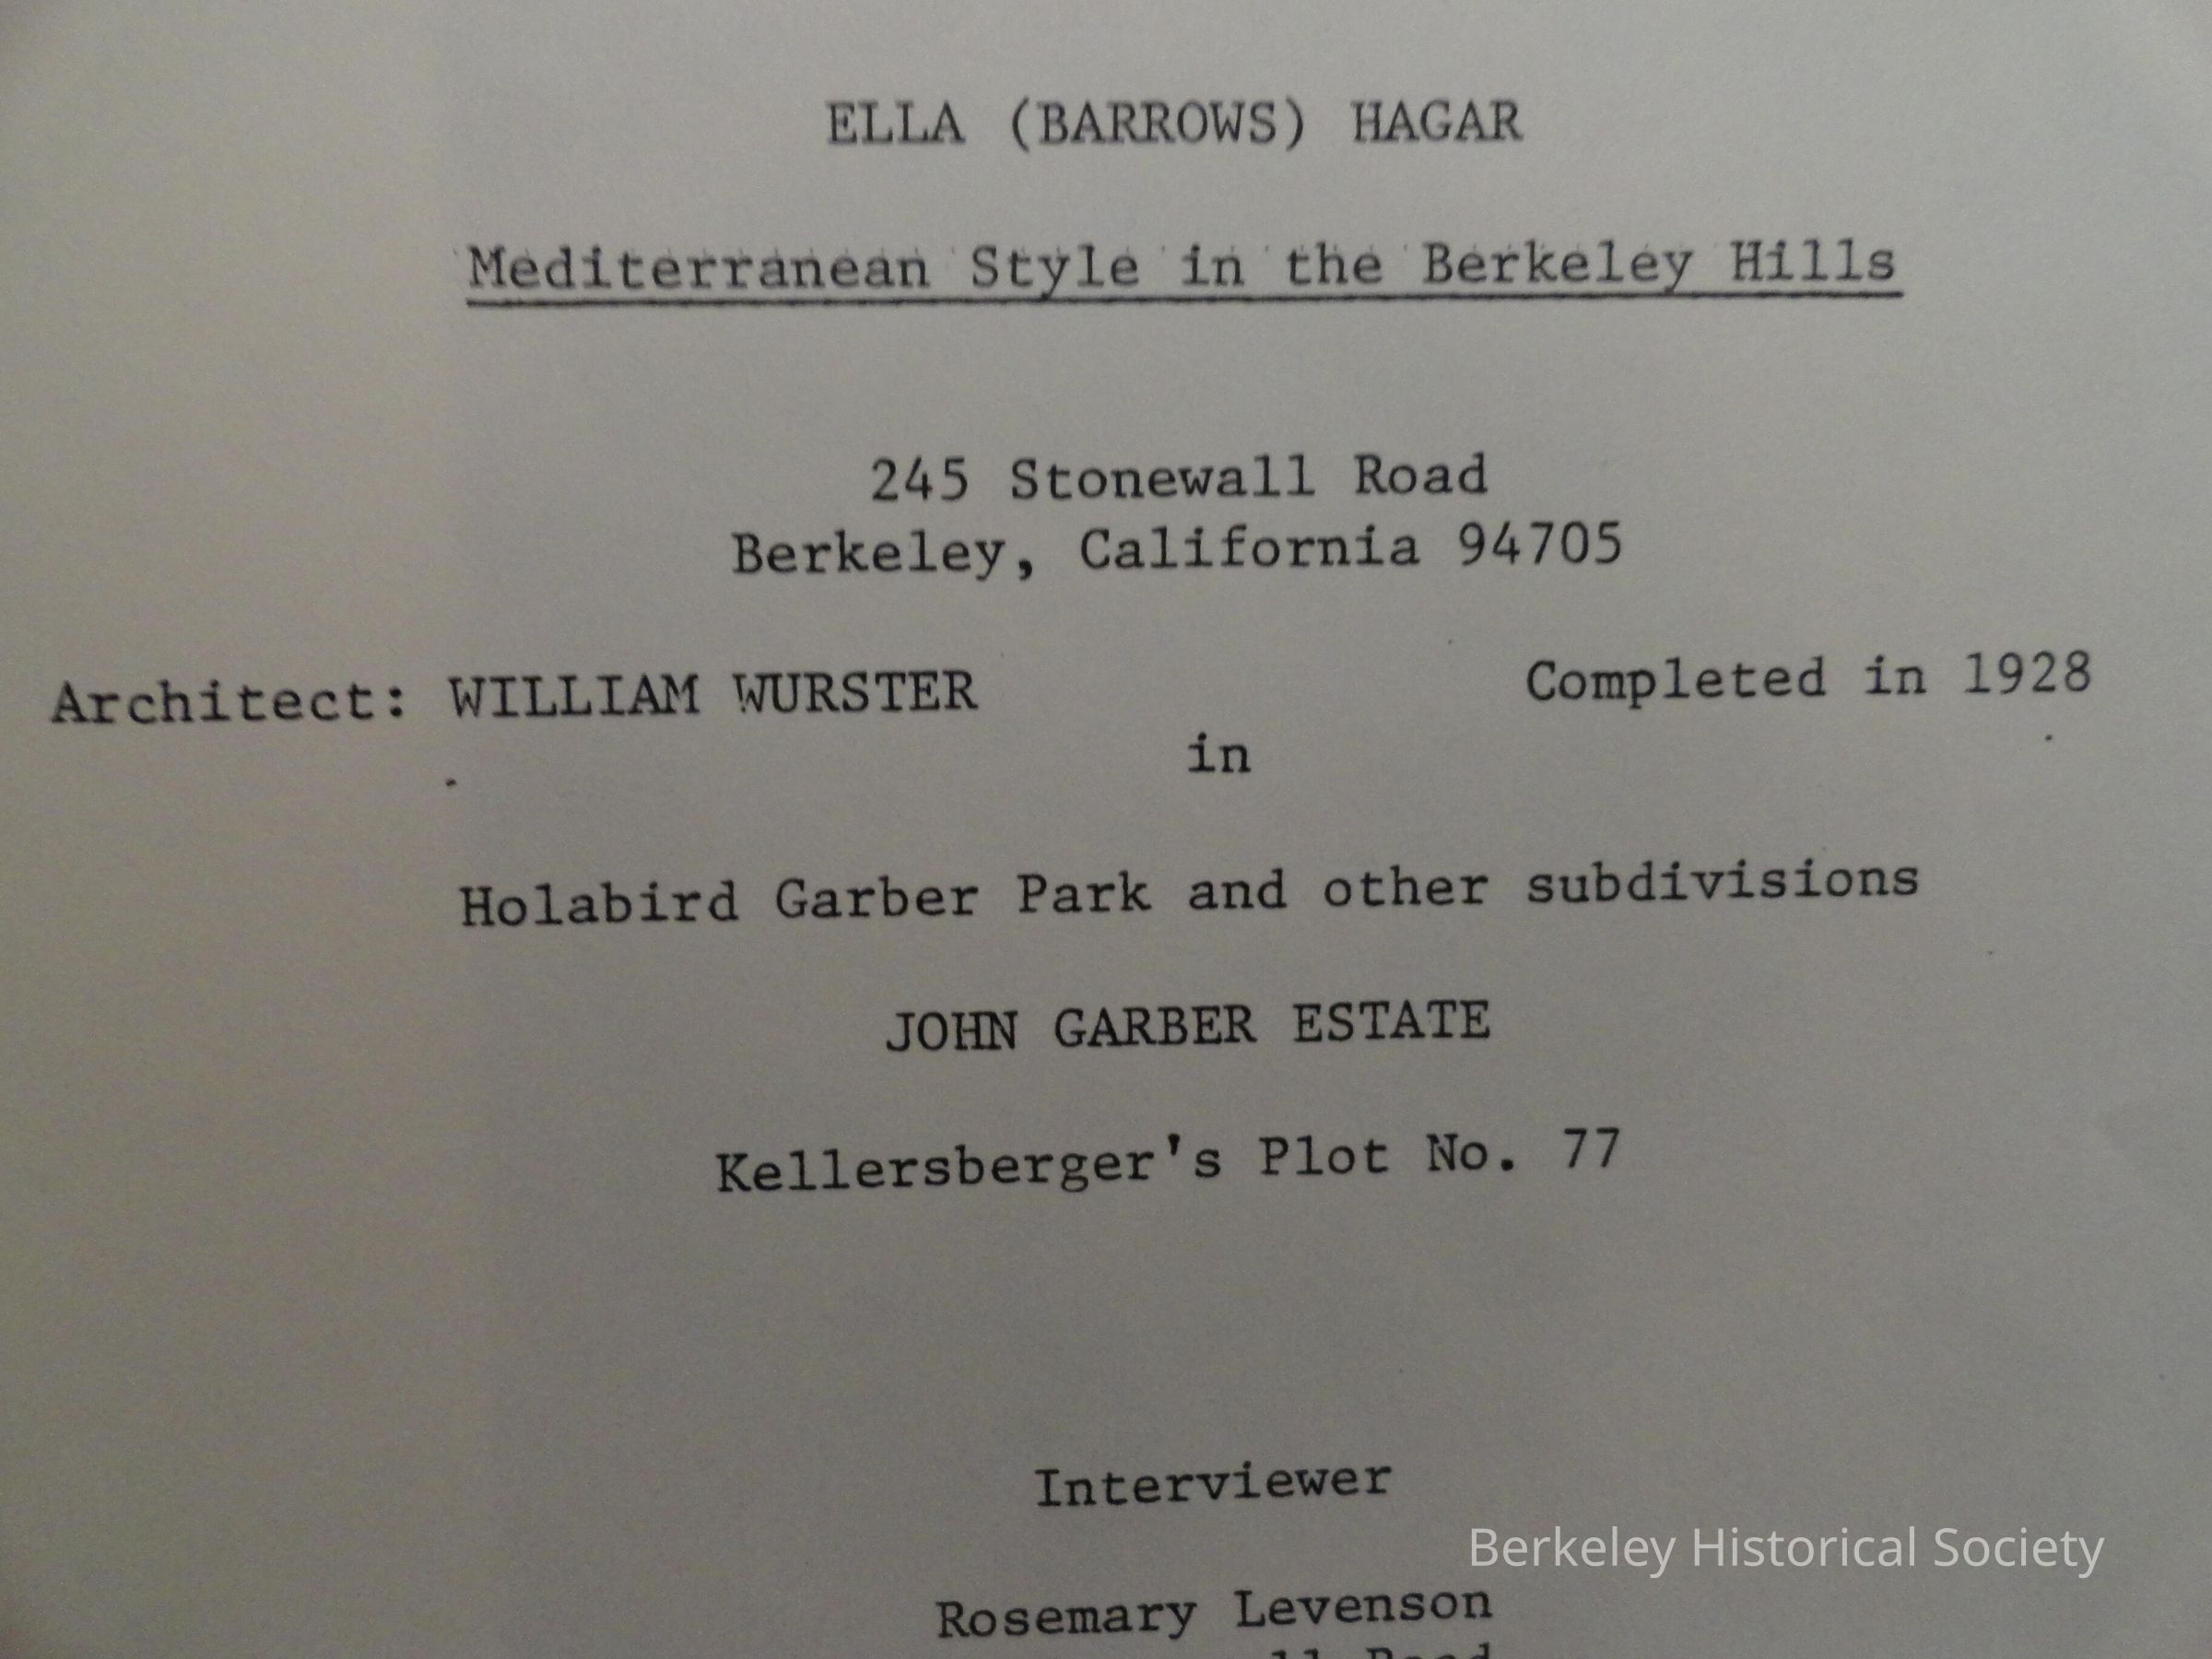 ELLA (BARROWS) HAGAR
Mediterranean Style in the Berkeley Hills
245 Stonewall Road
Berkeley, California 94705
Architect: WILLIAM WURSTER Completed in 1928
in
Holabird Garber Park and other subdivisions
JOHN GARBER ESTATE
Kellersberger's Plot No. 77
Interviewer
Berkeley Historical Society
Rosemary Levenson
Road